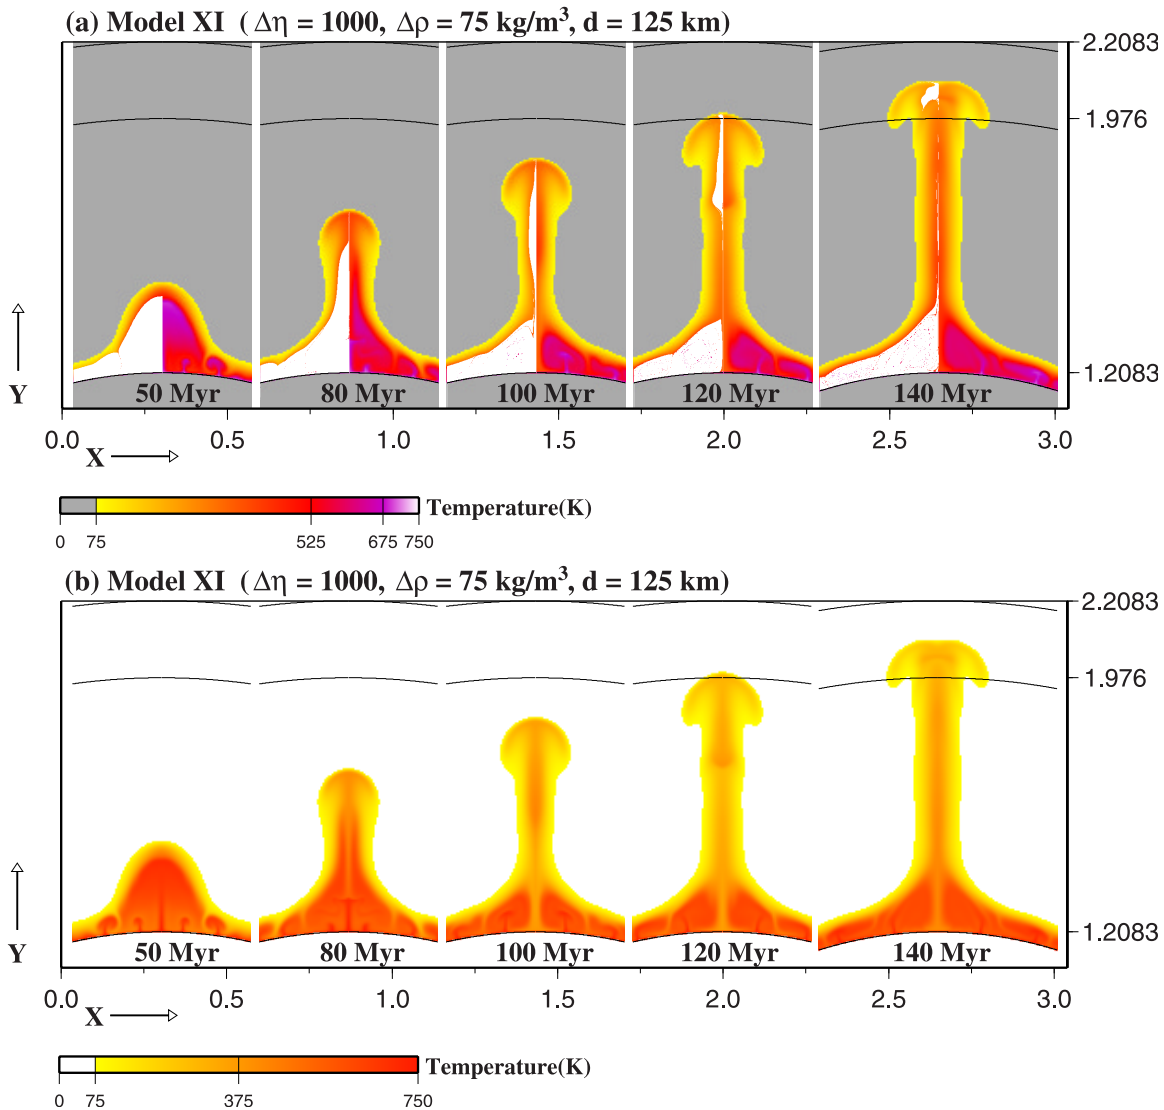 (a) Model XI ( Δη = 1000, Δρ = 75 kg/m³, d = 125 km)
2.2083
1.976
1.2083
Y
50 Myr 80 Myr 100 Myr 120 Myr 140 Myr
0.0 0.5 1.0 1.5 2.0 2.5 3.0
X
Temperature(K)
0 75 525 675 750
(b) Model XI ( Δη = 1000, Δρ = 75 kg/m³, d = 125 km)
2.2083
1.976
1.2083
Y
50 Myr 80 Myr 100 Myr 120 Myr 140 Myr
0.0 0.5 1.0 1.5 2.0 2.5 3.0
X
Temperature(K)
0 75 375 750